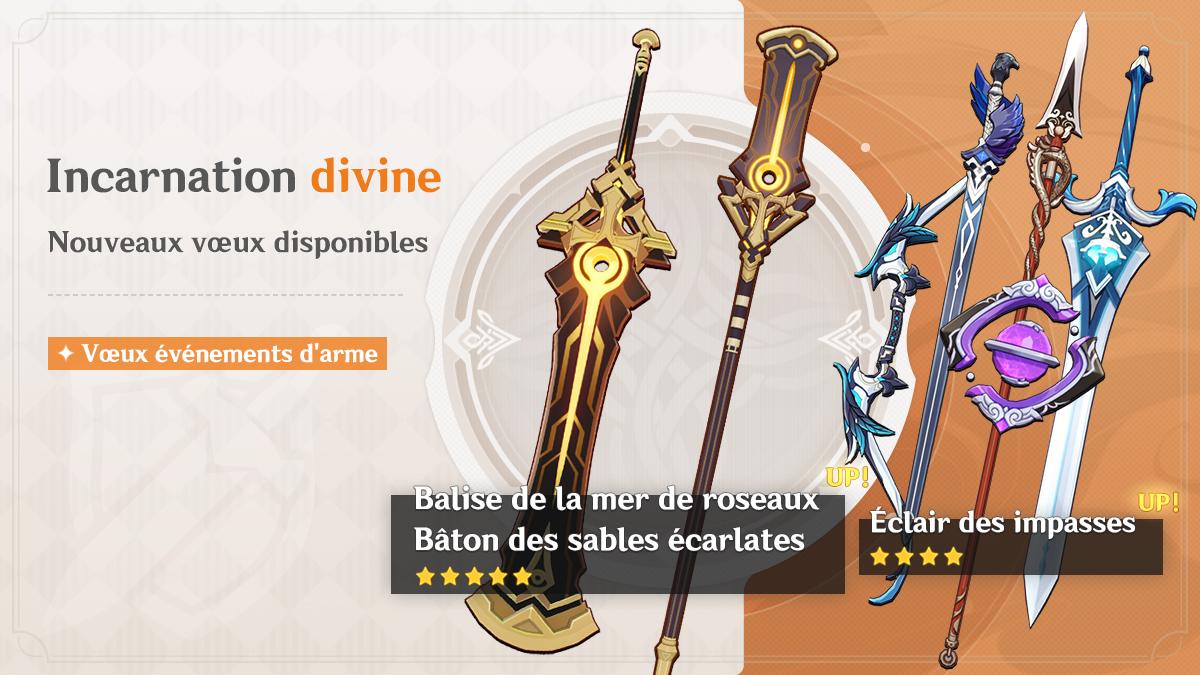 Incarnation divine
Nouveaux vœux disponibles
✦ Vœux événements d'arme
UP!
Balise de la mer de roseaux
Bâton des sables écarlates
★★★★★
UP!
Éclair des impasses
★★★★